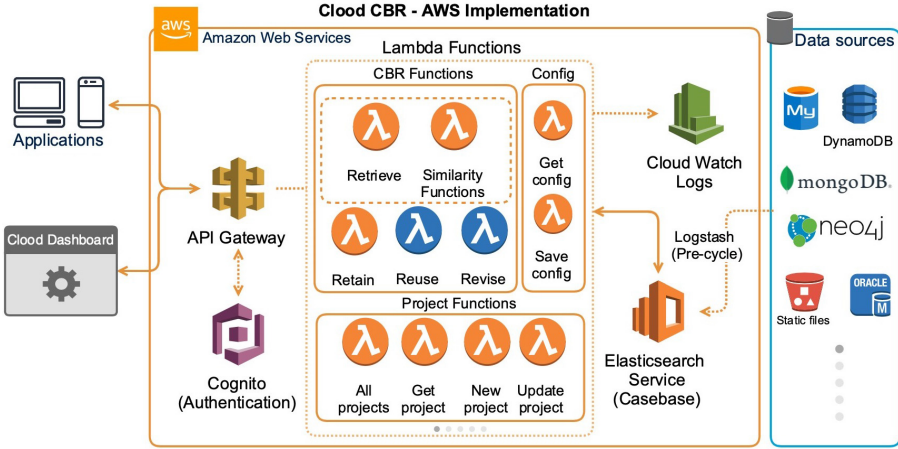 Clood CBR - AWS Implementation
aws
Amazon Web Services
Data sources
Lambda Functions
CBR Functions
Config
Applications
My
DynamoDB
Retrieve
Similarity
Functions
Get
config
Cloud Watch
Logs
mongoDB.
API Gateway
Clood Dashboard
neo4j
Logstash
(Pre-cycle)
Retain
Reuse
Revise
Save
config
Project Functions
Static files
ORACLE
M
Cognito
(Authentication)
All
projects
Get
project
New
project
Update
project
Elasticsearch
Service
(Casebase)